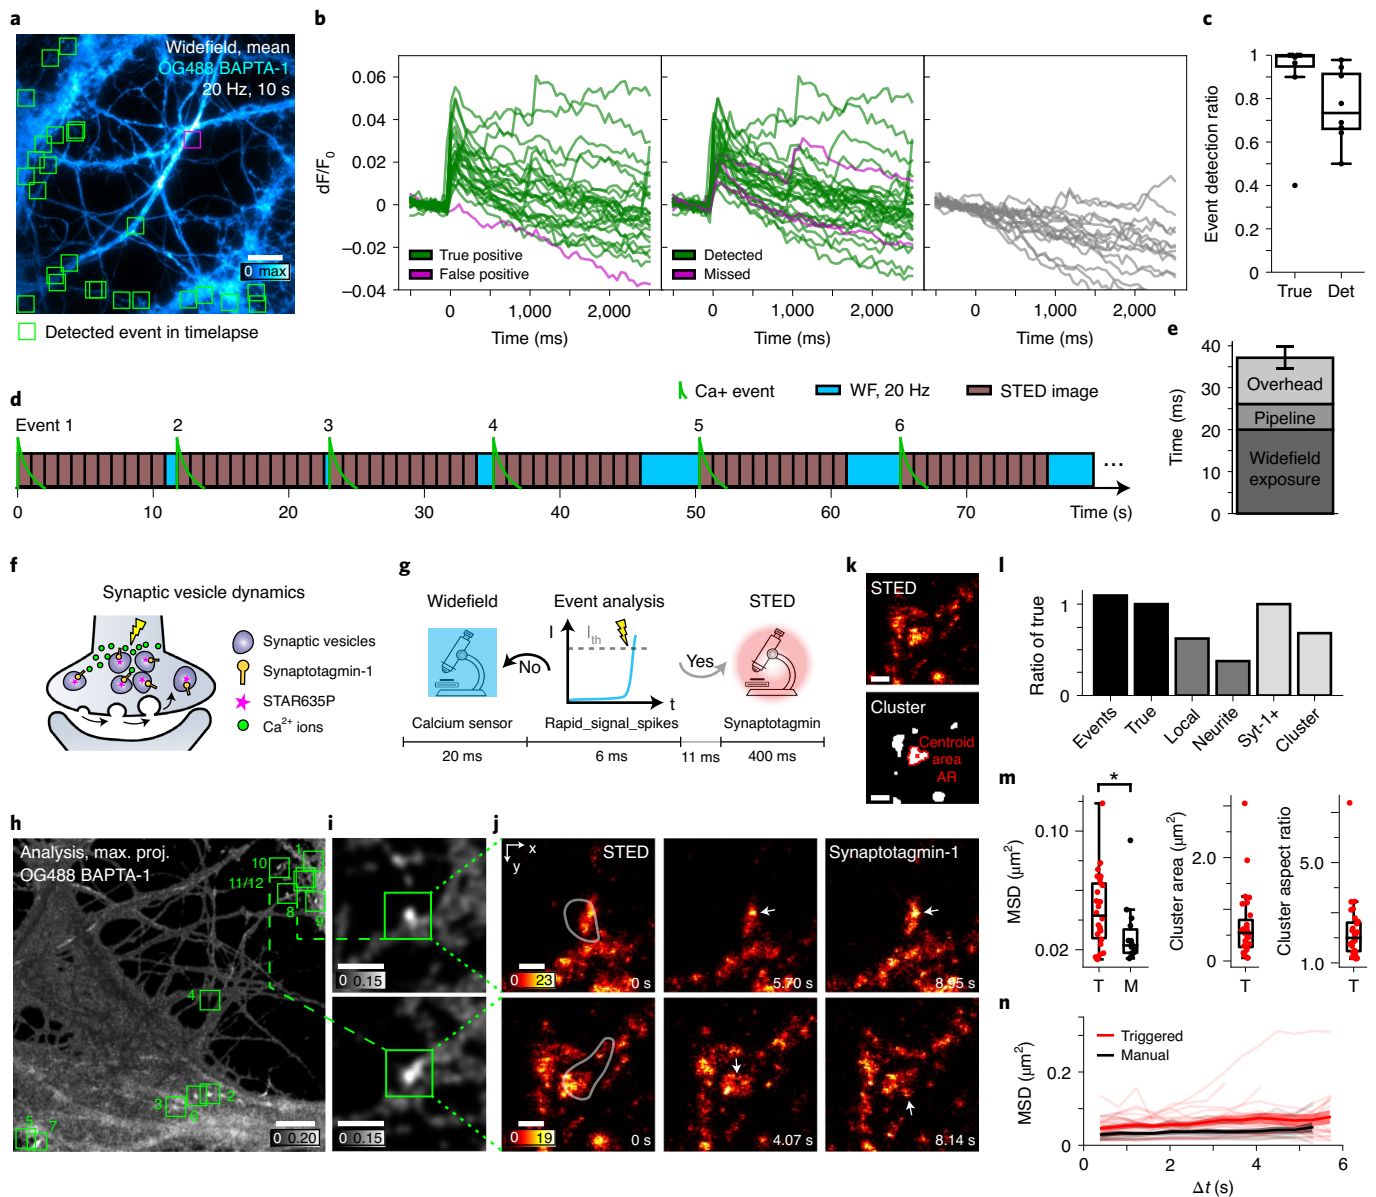 a
Widefield, mean
OG488 BAPTA-1
20 Hz, 10 s
0 max
Detected event in timelapse
b
dF/F0
0.06
0.04
0.02
0
–0.02
–0.04
True positive
False positive
Detected
Missed
0 1,000 2,000
0 1,000 2,000
0 1,000 2,000
Time (ms)
Time (ms)
Time (ms)
c
Event detection ratio
1
0.8
0.6
0.4
0.2
0
True Det
d
Ca+ event
WF, 20 Hz
STED image
Event 1 2 3 4 5 6
...
0 10 20 30 40 50 60 70 Time (s)
e
Time (ms)
40
30
20
10
0
Overhead
Pipeline
Widefield
exposure
f
Synaptic vesicle dynamics
Synaptic vesicles
Synaptotagmin-1
STAR635P
Ca2+ ions
g
Widefield
Event analysis
STED
I
Ith
t
No
Yes
Calcium sensor
Rapid_signal_spikes
Synaptotagmin
20 ms
6 ms
11 ms
400 ms
k
STED
Cluster
Centroid
area
AR
l
Ratio of true
1
0
Events
True
Local
Neurite
Syt-1+
Cluster
h
Analysis, max. proj.
OG488 BAPTA-1
1
10
11/12
8
9
4
2
3
6
5
7
0 0.20
i
0 0.15
0 0.15
j
x
y
STED
0 23
0 s
5.70 s
Synaptotagmin-1
8.95 s
0 19
0 s
4.07 s
8.14 s
m
*
MSD (μm2)
0.10
0.02
T M
Cluster area (μm2)
2.0
0
T
Cluster aspect ratio
5.0
1.0
T
n
Triggered
Manual
MSD (μm2)
0.2
0
0 2 4 6
Δt (s)